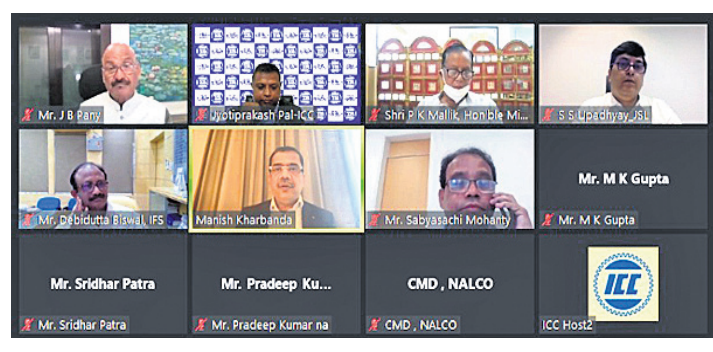 Mr. J B Pany
Jyotiprakash Pal-ICC
Shri P K Mallik, Hon'ble Mi...
S S Upadhyay_JSL
Mr. Debidutta Biswal, IFS
Manish Kharbanda
Mr. Sabyasachi Mohanty
Mr. M K Gupta
Mr. M K Gupta
Mr. Sridhar Patra
Mr. Sridhar Patra
Mr. Pradeep Ku...
Mr. Pradeep Kumar na
CMD , NALCO
CMD , NALCO
ICC
ICC Host2